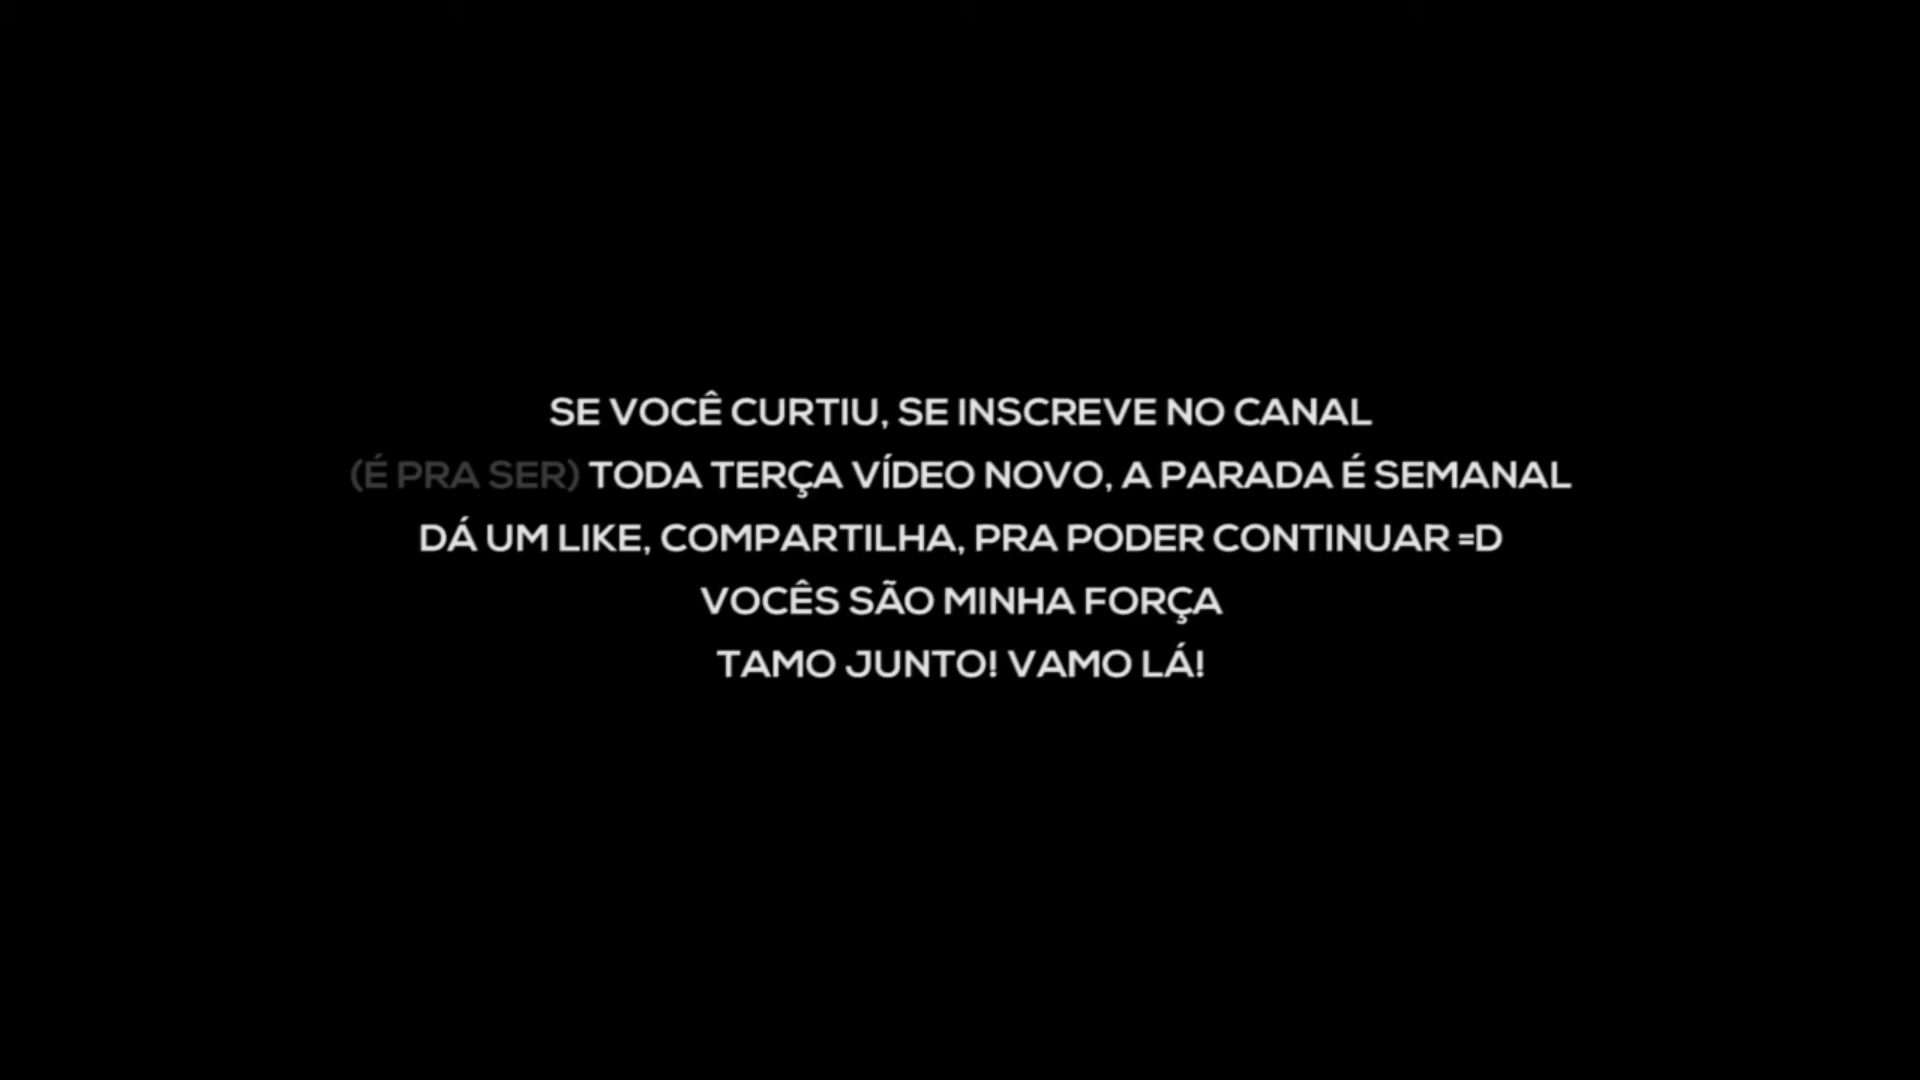 SE VOCÊ CURTIU, SE INSCREVE NO CANAL
(É PRA SER) TODA TERÇA VÍDEO NOVO, A PARADA É SEMANAL
DÁ UM LIKE, COMPARTILHA, PRA PODER CONTINUAR =D
VOCÊS SÃO MINHA FORÇA
TAMO JUNTO! VAMO LÁ!